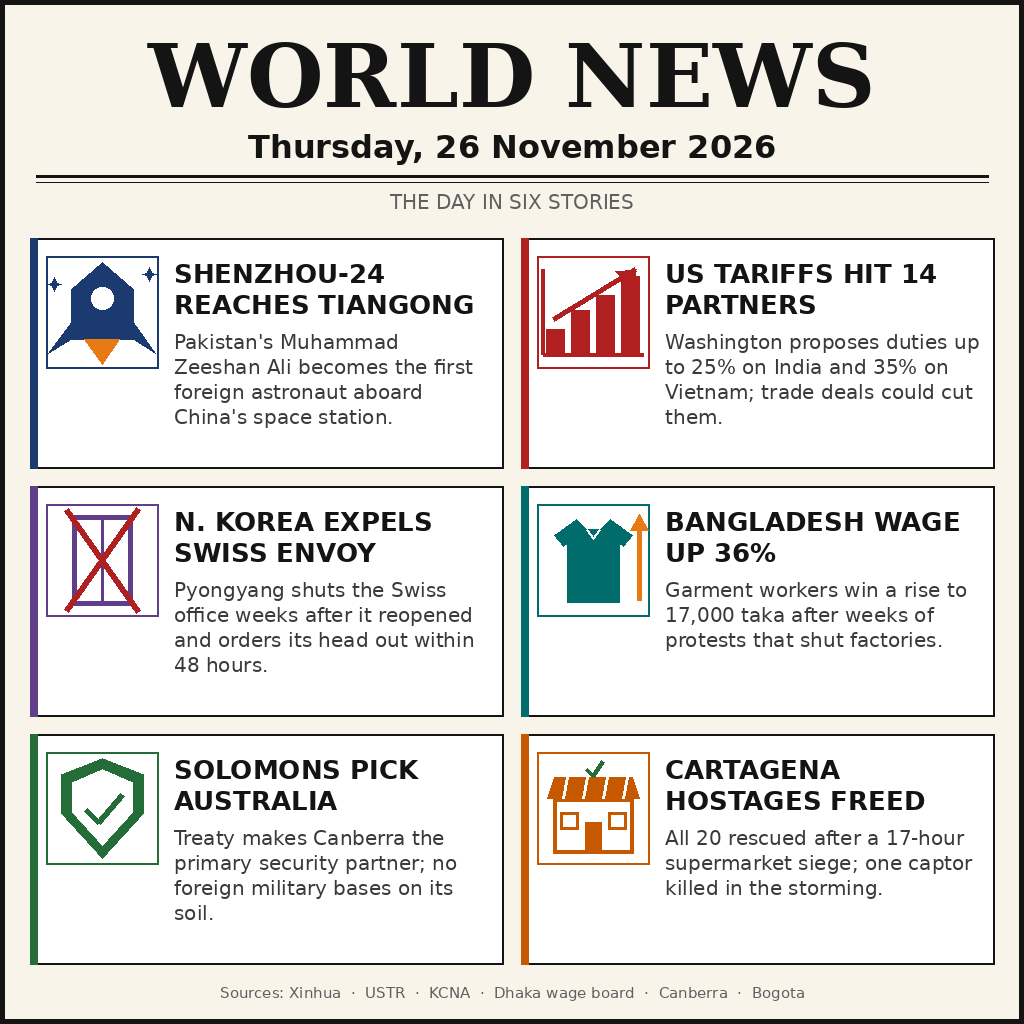 WORLD NEWS
Thursday, 26 November 2026
THE DAY IN SIX STORIES
SHENZHOU-24
REACHES TIANGONG
Pakistan's Muhammad
Zeeshan Ali becomes the first
foreign astronaut aboard
China's space station.
US TARIFFS HIT 14
PARTNERS
Washington proposes duties up
to 25% on India and 35% on
Vietnam; trade deals could cut
them.
N. KOREA EXPELS
SWISS ENVOY
Pyongyang shuts the Swiss
office weeks after it reopened
and orders its head out within
48 hours.
BANGLADESH WAGE
UP 36%
Garment workers win a rise to
17,000 taka after weeks of
protests that shut factories.
SOLOMONS PICK
AUSTRALIA
Treaty makes Canberra the
primary security partner; no
foreign military bases on its
soil.
CARTAGENA
HOSTAGES FREED
All 20 rescued after a 17-hour
supermarket siege; one captor
killed in the storming.
Sources: Xinhua · USTR · KCNA · Dhaka wage board · Canberra · Bogota